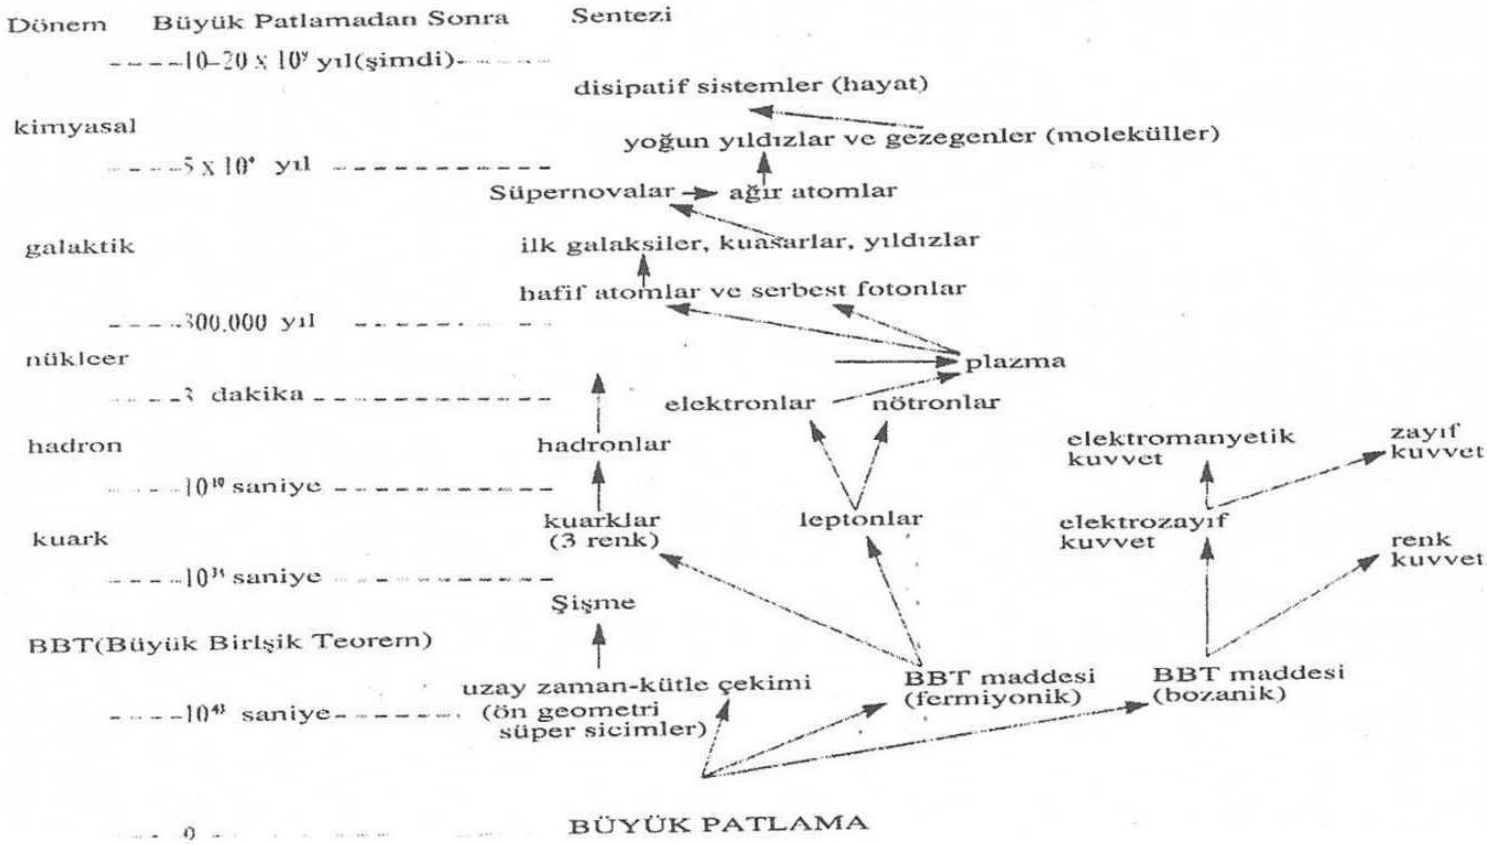 Dönem Büyük Patlamadan Sonra Sentezi
10–20 x 10⁹ yıl(şimdi)
disipatif sistemler (hayat)
kimyasal
yoğun yıldızlar ve gezegenler (moleküller)
yıl
Süpernovalar ağır atomlar
galaktik
ilk galaksiler, kuasarlar, yıldızlar
hafif atomlar ve serbest fotonlar
300.000 yıl
nükleer
plazma
3 dakika
elektronlar nötronlar
hadron
hadronlar
elektromanyetik
kuvvet
zayıf
kuvvet
10¹⁰ saniye
kuarklar
(3 renk)
leptonlar
elektrozayıf
kuvvet
kuark
renk
kuvvet
saniye
Şişme
BBT(Büyük Birlşik Teorem)
uzay zaman-kütle çekimi
(ön geometri
süper sicimler)
BBT maddesi
(fermiyonik)
BBT maddesi
(bozanik)
10⁴³ saniye
BÜYÜK PATLAMA
0